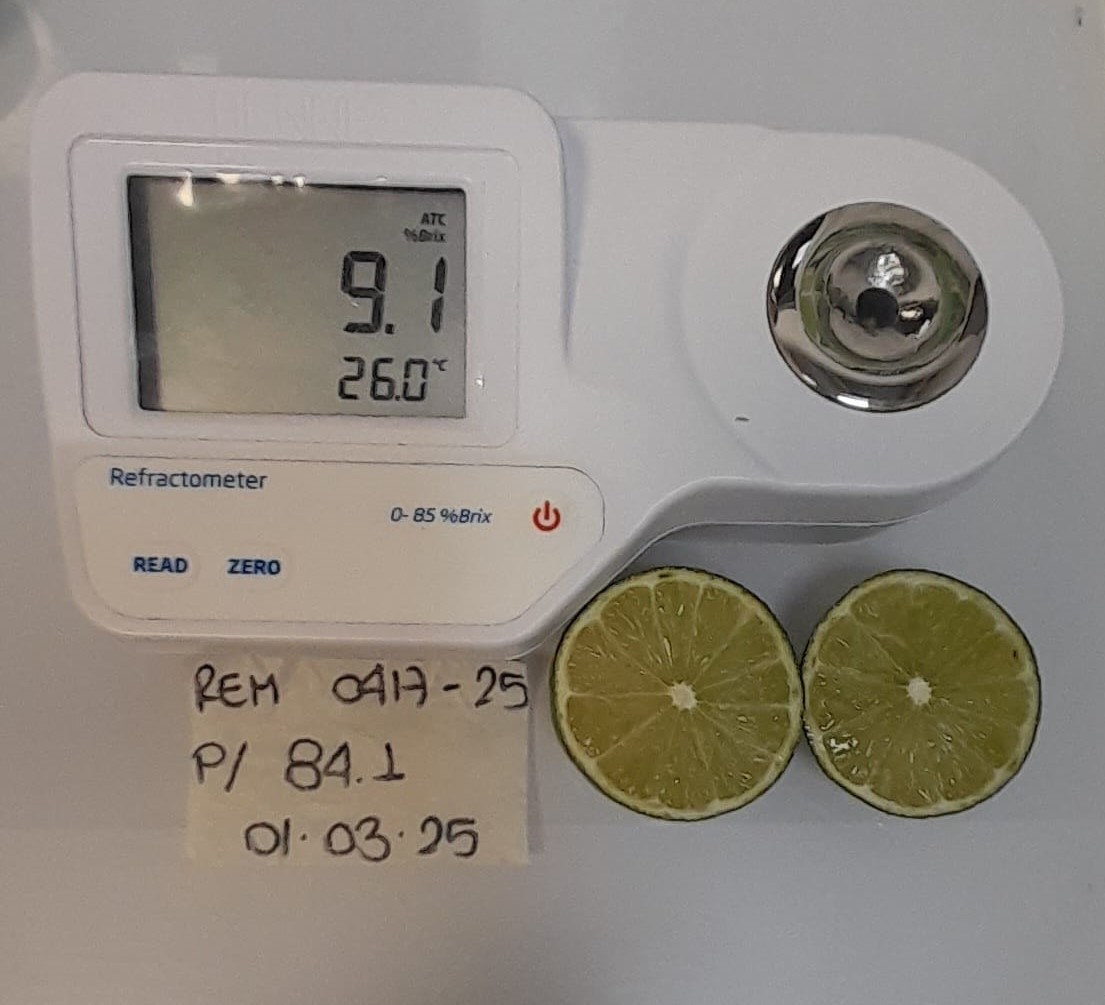 ATC
%Brix
9.1
26.0°C
Refractometer
0- 85 %Brix
READ ZERO
REM 0417-25
P/ 84.1
01.03.25